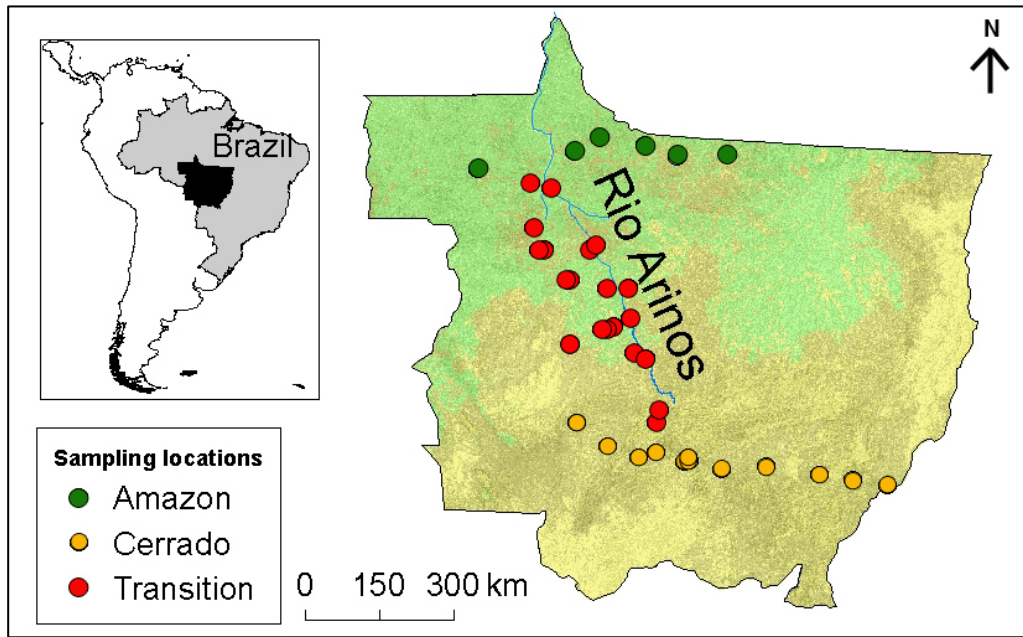 N
Brazil
Rio Arinos
Sampling locations
Amazon
Cerrado
Transition
0 150 300 km